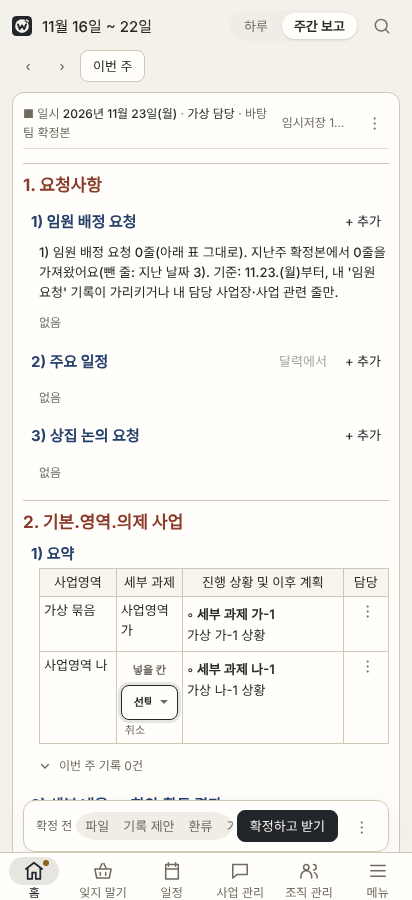 11월 16일 ~ 22일
하루
주간 보고
이번 주
■ 일시 2026년 11월 23일(월) · 가상 담당 · 바탕
팀 확정본
임시저장 1...
1. 요청사항
1) 임원 배정 요청
+ 추가
1) 임원 배정 요청 0줄(아래 표 그대로). 지난주 확정본에서 0줄을
가져왔어요(뺀 줄: 지난 날짜 3). 기준: 11.23.(월)부터, 내 '임원
요청' 기록이 가리키거나 내 담당 사업장·사업 관련 줄만.
없음
2) 주요 일정
달력에서
+ 추가
없음
3) 상집 논의 요청
+ 추가
없음
2. 기본.영역.의제 사업
1) 요약
사업영역
세부 과제
진행 상황 및 이후 계획
담당
가상 묶음
사업영역
가
∘ 세부 과제 가-1
가상 가-1 상황
사업영역 나
넣을 칸
취소
∘ 세부 과제 나-1
가상 나-1 상황
이번 주 기록 0건
확정 전
파일
기록 제안
환류
확정하고 받기
홈
잊지 말기
일정
사업 관리
조직 관리
메뉴